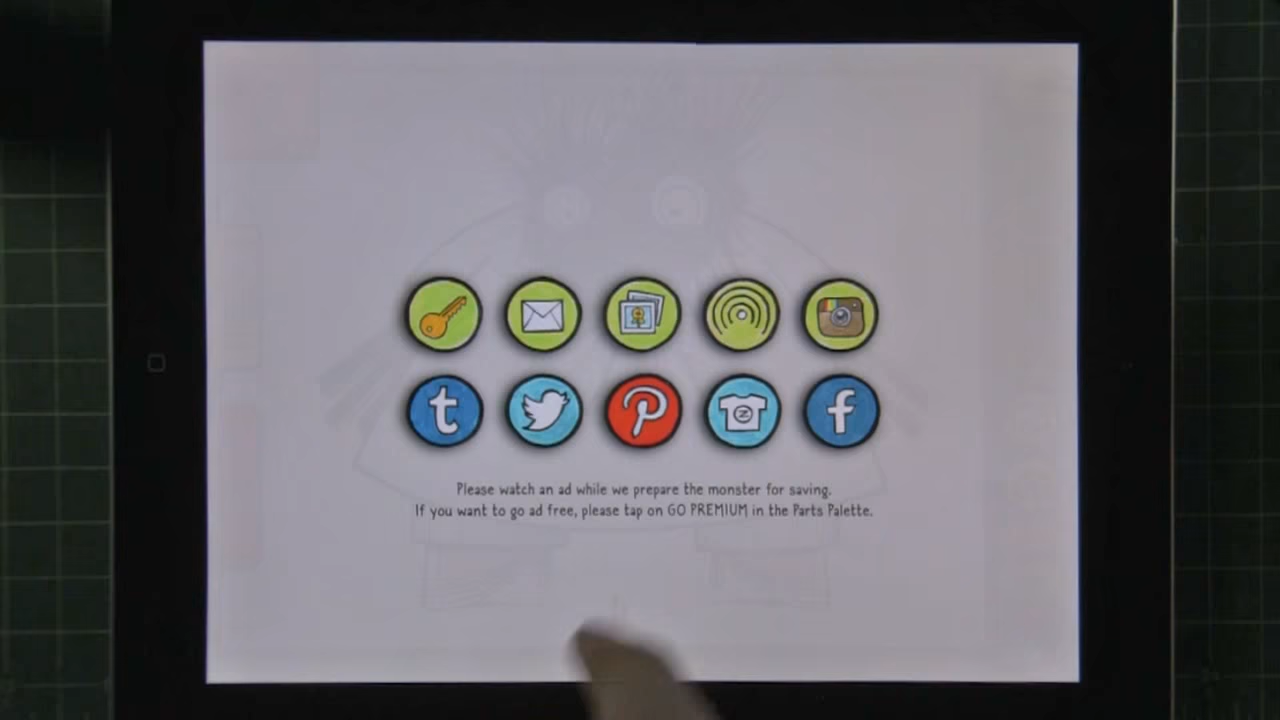 t
f
Please watch an ad while we prepare the monster for saving.
If you want to go ad free, please tap on GO PREMIUM in the Parts Palette.